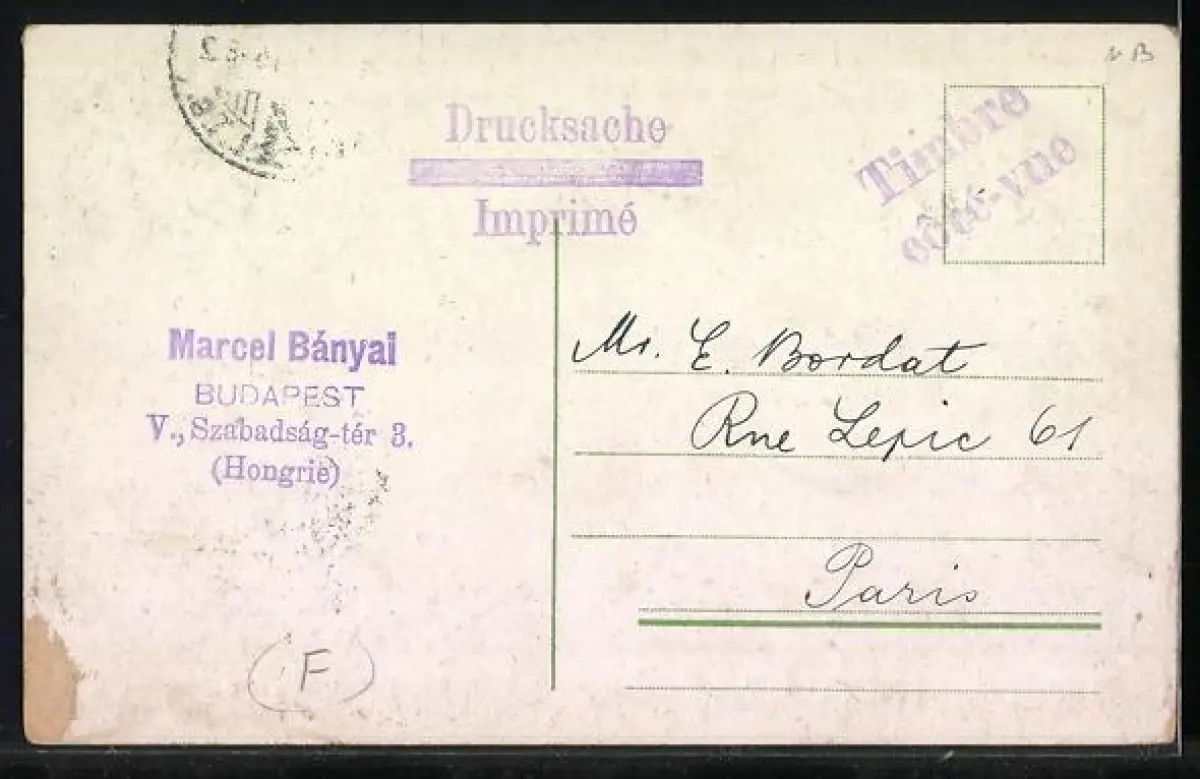 Drucksache
Imprimé
Timbre
côté-vue
Marcel Bányai
BUDAPEST
V., Szabadság-tér 3.
(Hongrie)
Mr. E. Bordat
Rue Lepic 61
Paris
(F)